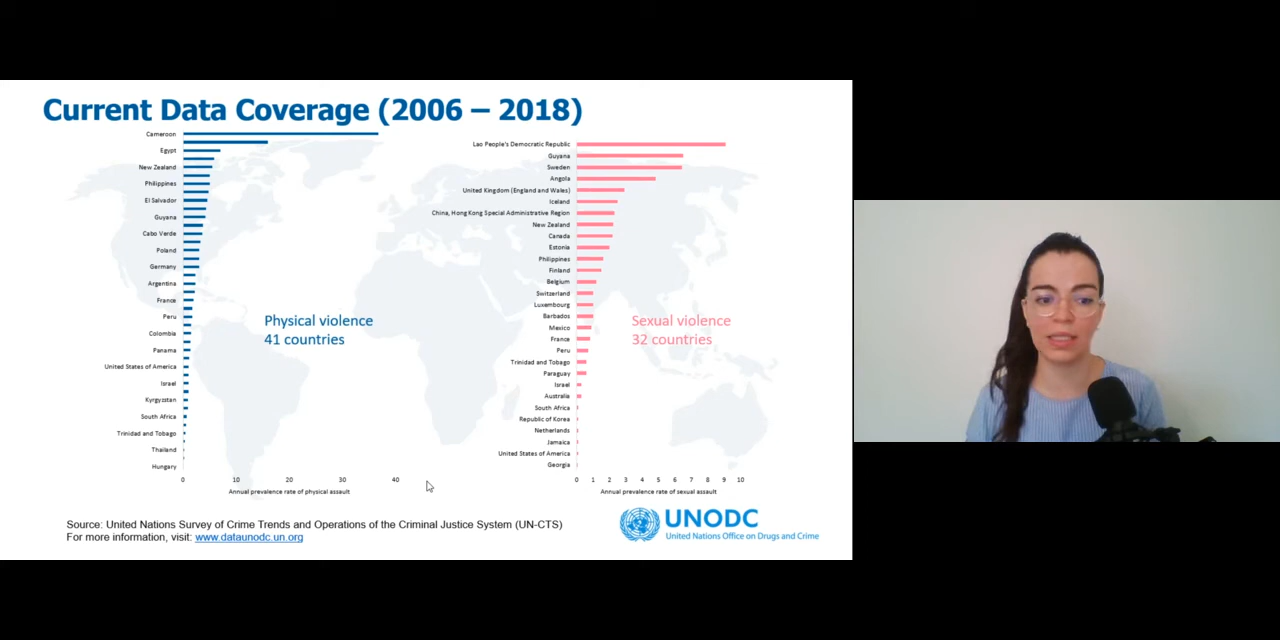 Current Data Coverage (2006 – 2018)
Cameroon
Egypt
New Zealand
Philippines
El Salvador
Guyana
Cabo Verde
Poland
Germany
Argentina
France
Peru
Colombia
Panama
United States of America
Israel
Kyrgyzstan
South Africa
Trinidad and Tobago
Thailand
Hungary
0 10 20 30 40
Annual prevalence rate of physical assault
Physical violence
41 countries
Lao People's Democratic Republic
Guyana
Sweden
Angola
United Kingdom (England and Wales)
Iceland
China, Hong Kong Special Administrative Region
New Zealand
Canada
Estonia
Philippines
Finland
Belgium
Switzerland
Luxembourg
Barbados
Mexico
France
Peru
Trinidad and Tobago
Paraguay
Israel
Australia
South Africa
Republic of Korea
Netherlands
Jamaica
United States of America
Georgia
0 1 2 3 4 5 6 7 8 9 10
Annual prevalence rate of sexual assault
Sexual violence
32 countries
Source: United Nations Survey of Crime Trends and Operations of the Criminal Justice System (UN-CTS)
For more information, visit: www.dataunodc.un.org
UNODC
United Nations Office on Drugs and Crime